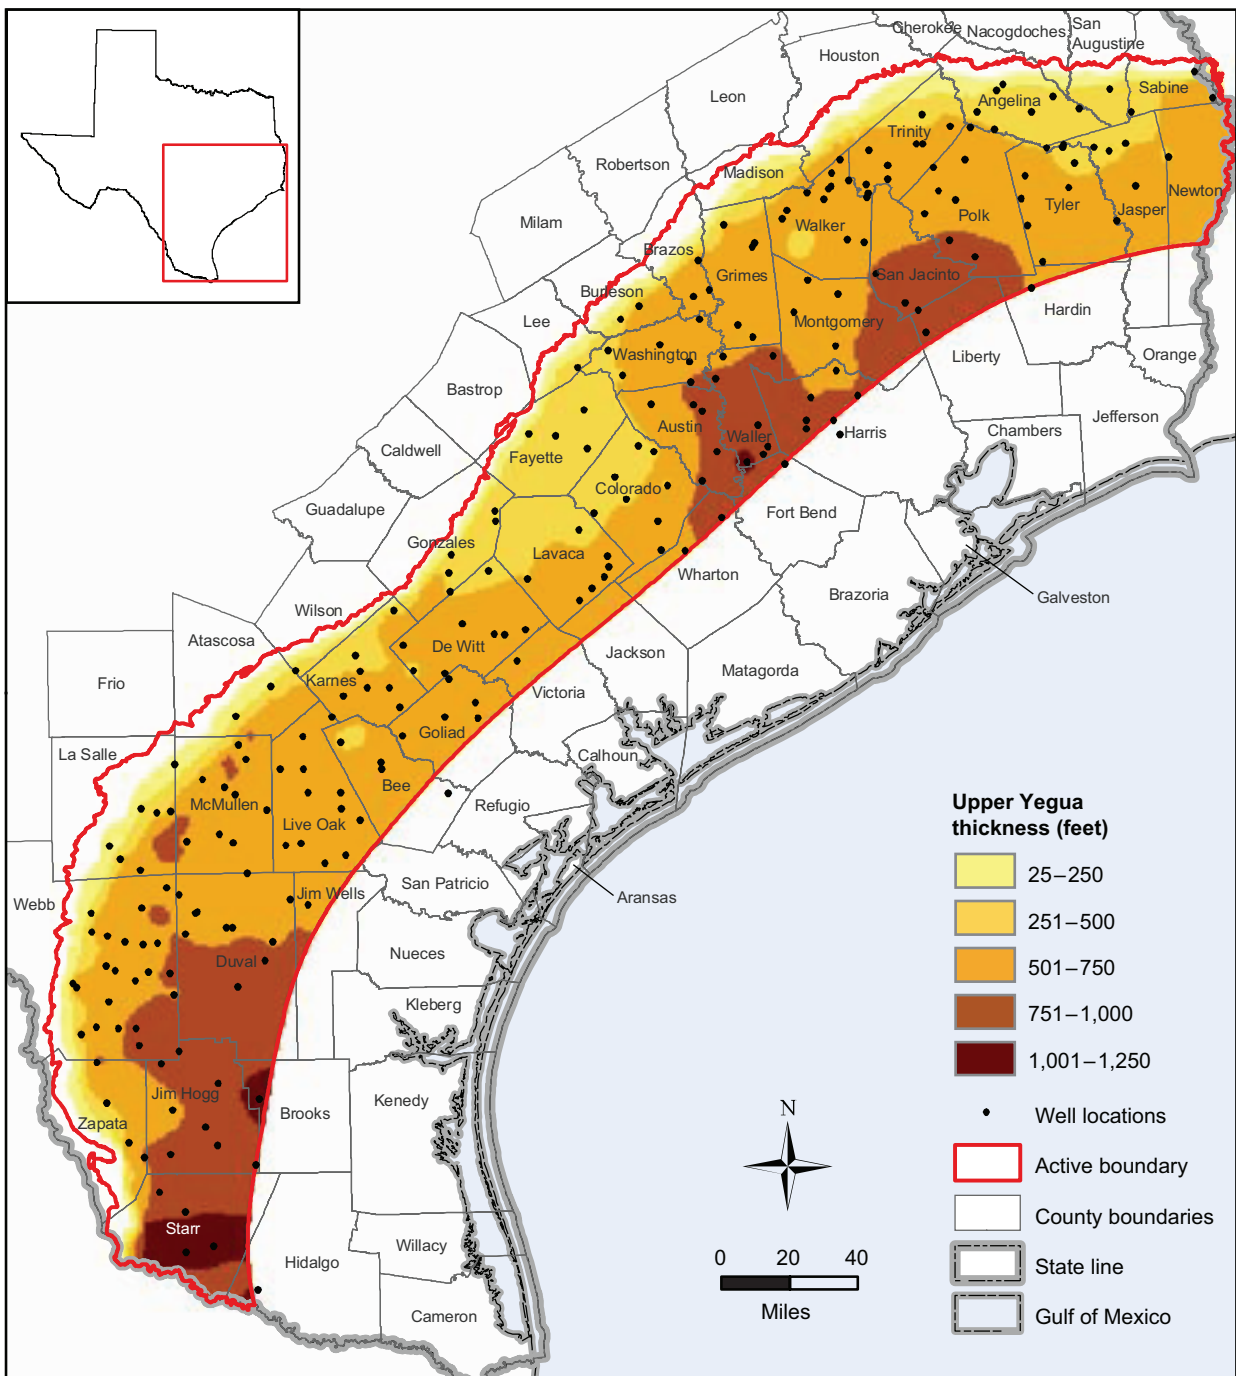 Cherokee
Nacogdoches
San
Augustine
Houston
Leon
Angelina
Sabine
Trinity
Robertson
Madison
Milam
Walker
Polk
Tyler
Jasper
Newton
Brazos
Grimes
San Jacinto
Burleson
Lee
Montgomery
Hardin
Washington
Liberty
Orange
Bastrop
Austin
Waller
Harris
Jefferson
Chambers
Caldwell
Fayette
Colorado
Guadalupe
Fort Bend
Gonzales
Lavaca
Wharton
Brazoria
Galveston
Wilson
Atascosa
De Witt
Jackson
Matagorda
Frio
Karnes
Victoria
Goliad
La Salle
Calhoun
McMullen
Bee
Refugio
Live Oak
San Patricio
Jim Wells
Aransas
Webb
Nueces
Duval
Kleberg
Jim Hogg
Brooks
Kenedy
Zapata
Starr
Willacy
Hidalgo
Cameron
Upper Yegua
thickness (feet)
25–250
251–500
501–750
751–1,000
1,001–1,250
Well locations
Active boundary
County boundaries
State line
Gulf of Mexico
N
0 20 40
Miles